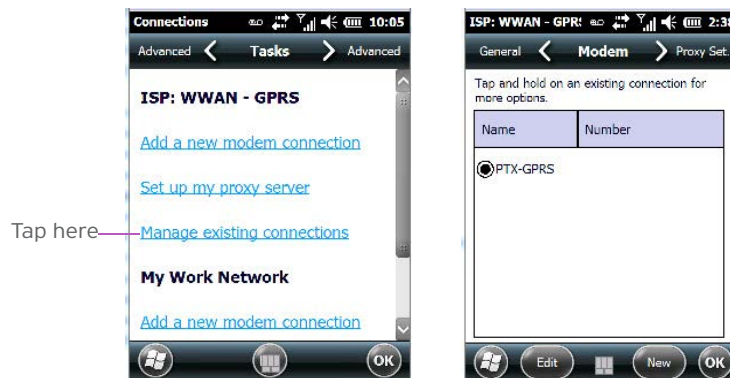 Connections 10:05
Advanced Tasks Advanced
ISP: WWAN - GPRS
Add a new modem connection
Set up my proxy server
Manage existing connections
My Work Network
Add a new modem connection
OK
Tap here
ISP: WWAN - GPR 2:38
General Modem Proxy Set.
Tap and hold on an existing connection for
more options.
Name Number
PTX-GPRS
Edit New OK